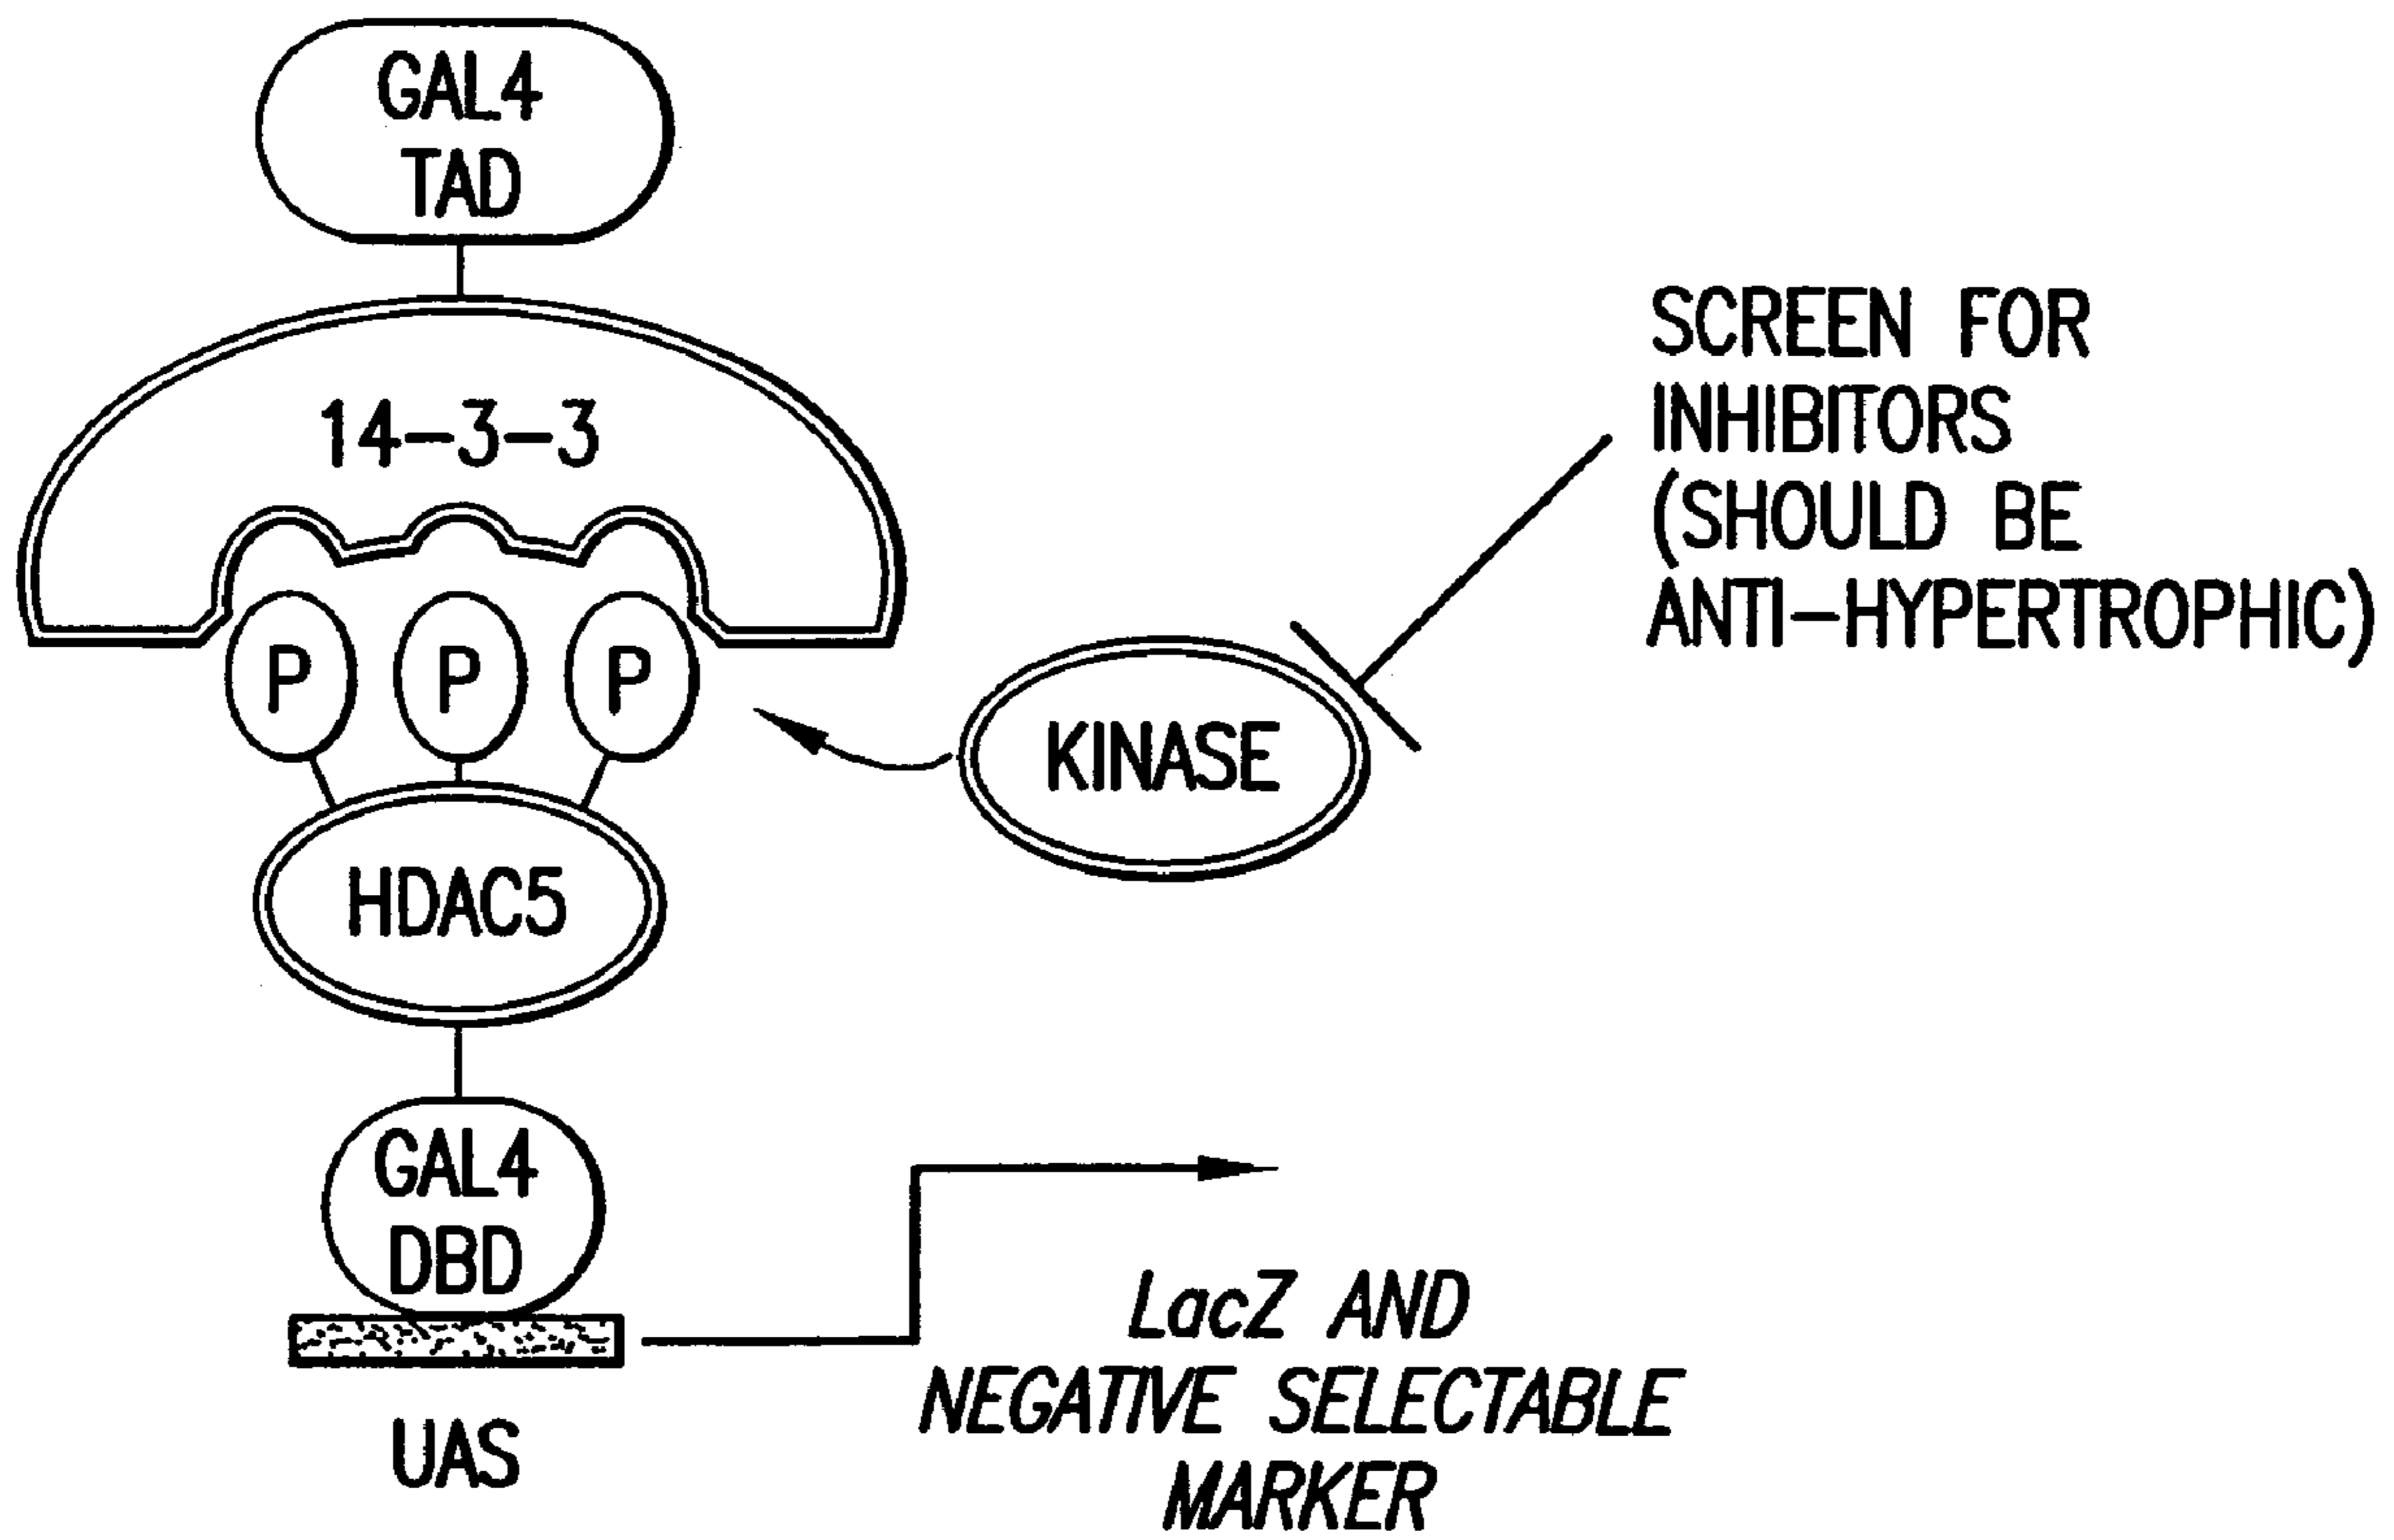 GAL4
TAD
14-3-3
SCREEN FOR
INHIBITORS
(SHOULD BE
ANTI-HYPERTROPHIC)
P P P
KINASE
HDAC5
GAL4
DBD
LacZ AND
NEGATIVE SELECTABLE
MARKER
UAS